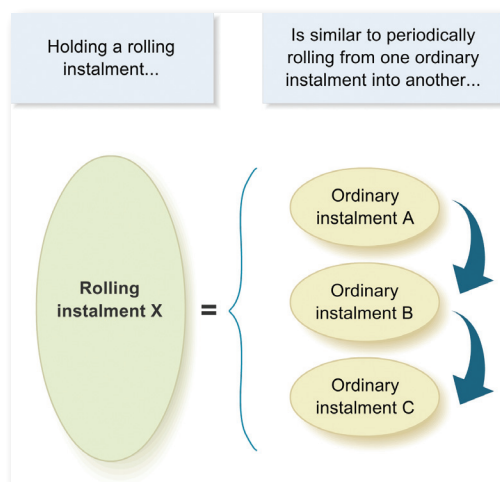 Holding a rolling
instalment...
Is similar to periodically
rolling from one ordinary
instalment into another...
Rolling
instalment X
=
Ordinary
instalment A
Ordinary
instalment B
Ordinary
instalment C